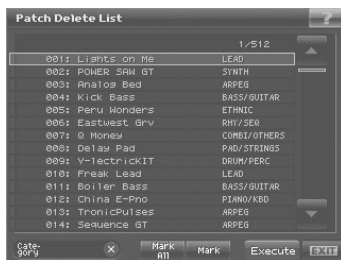 Patch Delete List ?
1/512
001: Lights on Me LEAD
002: POWER SAW GT SYNTH
003: Analog Bed ARPEG
004: Kick Bass BASS/GUITAR
005: Peru Wonders ETHNIC
006: Eastwest Grv RHY/SEQ
007: Q Money COMBI/OTHERS
008: Delay Pad PAD/STRINGS
009: V-lectricKIT DRUM/PERC
010: Freak Lead LEAD
011: Boiler Bass BASS/GUITAR
012: China E-Pno PIANO/KBD
013: TronicPulses ARPEG
014: Sequence GT ARPEG
Cate-
gory
Mark
All
Mark
Execute
EXIT